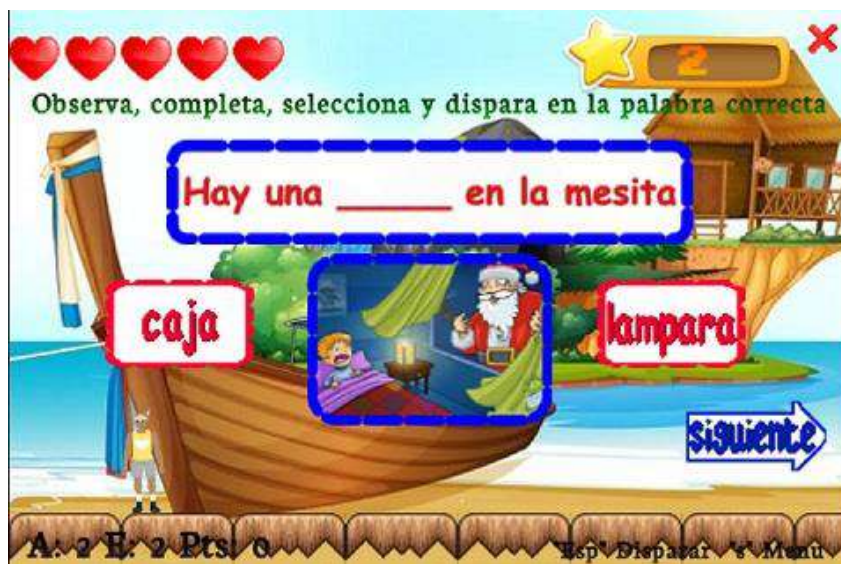 2
Observa, completa, selecciona y dispara en la palabra correcta
Hay una _____ en la mesita
caja
lampara
siguiente
A: 2 E: 2 Pts: 0
"Esp" Disparar "s" Menu